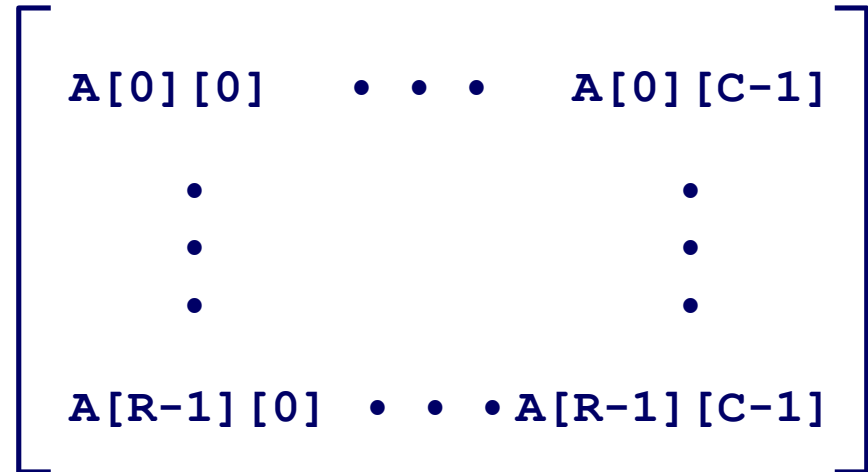 A[0][0] • • • A[0][C-1]
• •
• •
• •
A[R-1][0] • • • A[R-1][C-1]